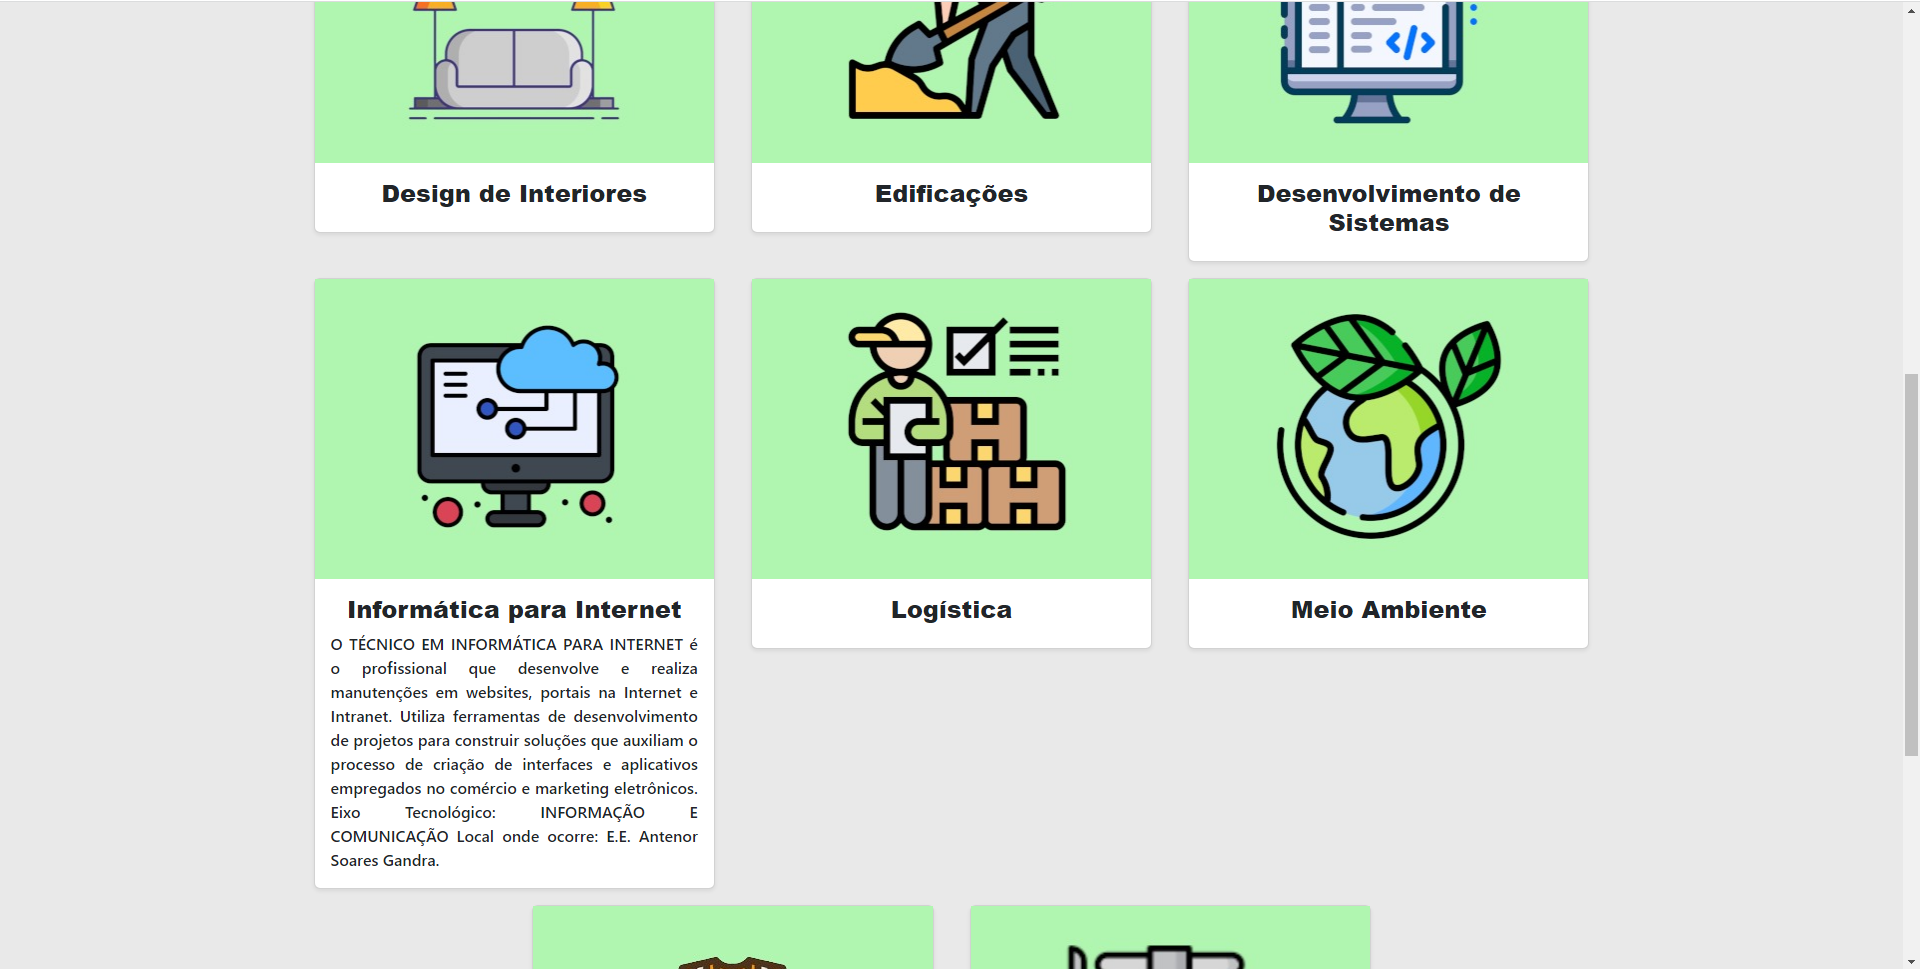 Design de Interiores
Edificações
Desenvolvimento de
Sistemas
Informática para Internet
O TÉCNICO EM INFORMÁTICA PARA INTERNET é
o profissional que desenvolve e realiza
manutenções em websites, portais na Internet e
Intranet. Utiliza ferramentas de desenvolvimento
de projetos para construir soluções que auxiliam o
processo de criação de interfaces e aplicativos
empregados no comércio e marketing eletrônicos.
Eixo Tecnológico: INFORMAÇÃO E
COMUNICAÇÃO Local onde ocorre: E.E. Antenor
Soares Gandra.
Logística
Meio Ambiente